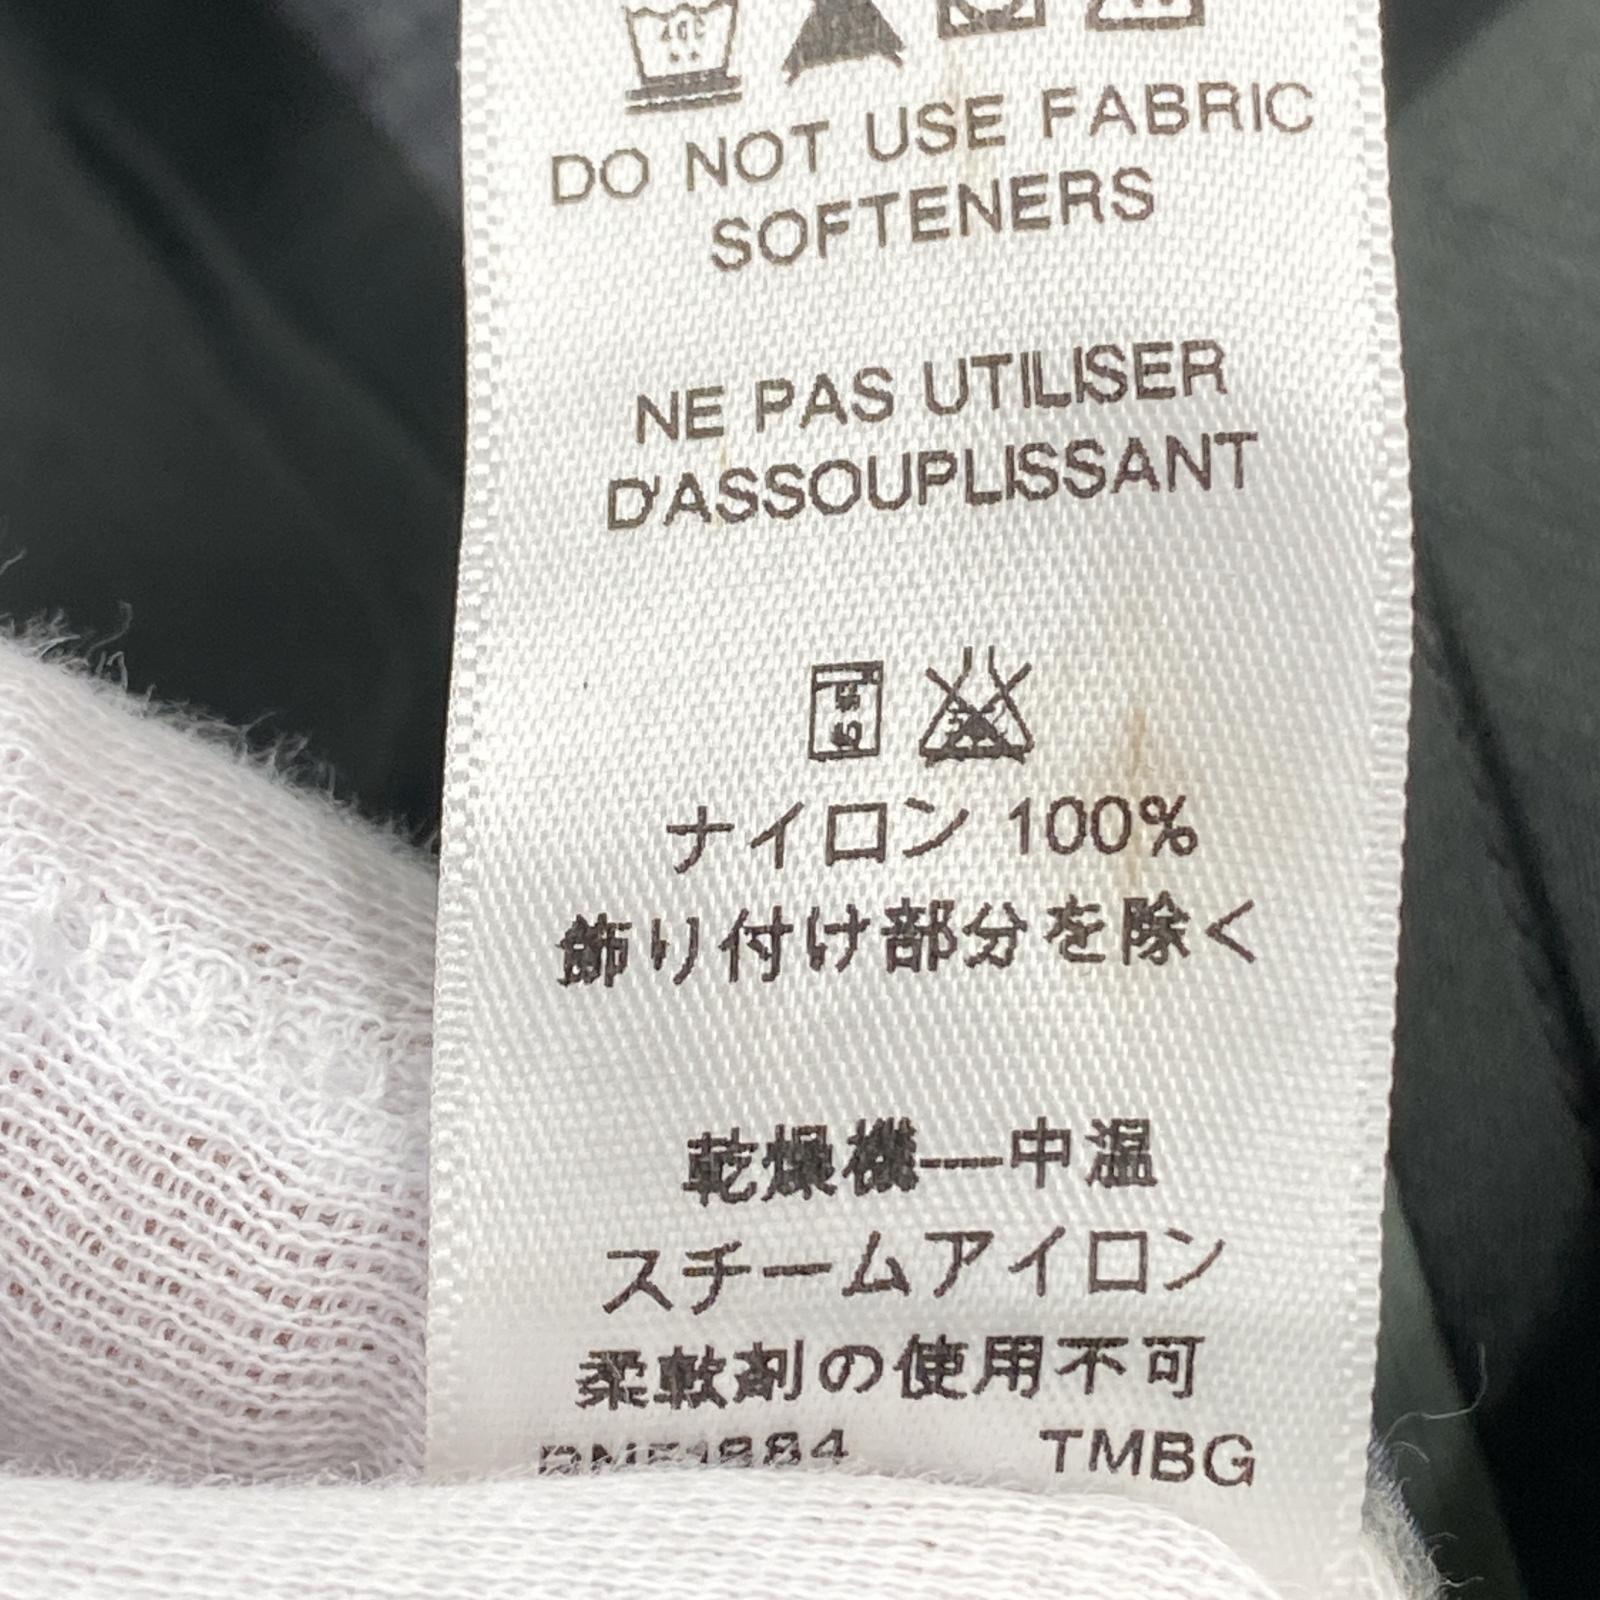 DO NOT USE FABRIC
SOFTENERS
NE PAS UTILISER
D'ASSOUPLISSANT
ナイロン 100%
飾り付け部分を除く
乾燥機—中温
スチームアイロン
柔軟剤の使用不可
TMBG